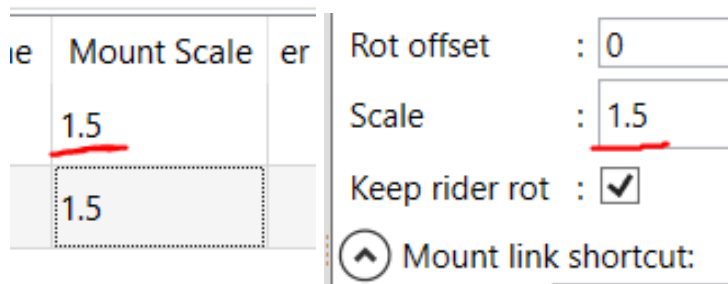 ne Mount Scale er
1.5
1.5
Rot offset : 0
Scale : 1.5
Keep rider rot :
Mount link shortcut: